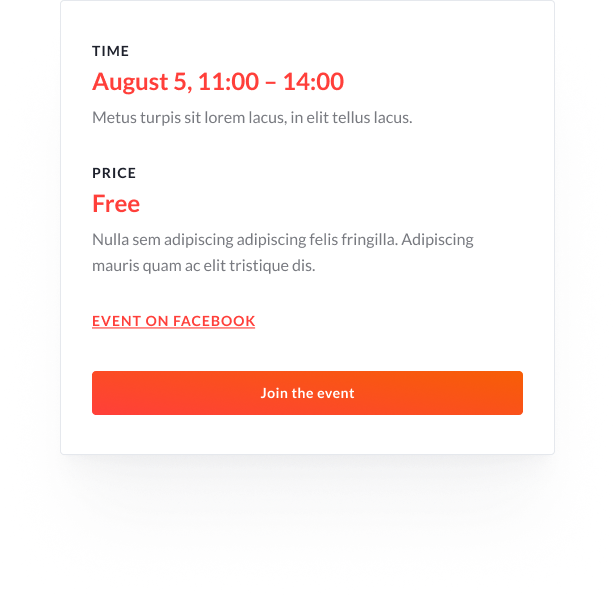 TIME
August 5, 11:00 – 14:00
Metus turpis sit lorem lacus, in elit tellus lacus.
PRICE
Free
Nulla sem adipiscing adipiscing felis fringilla. Adipiscing
mauris quam ac elit tristique dis.
EVENT ON FACEBOOK
Join the event